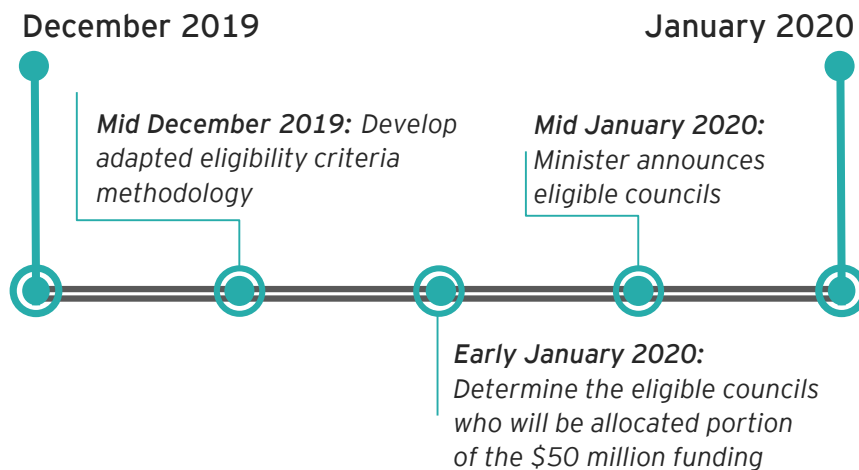 December 2019
January 2020
Mid December 2019: Develop
adapted eligibility criteria
methodology
Mid January 2020:
Minister announces
eligible councils
Early January 2020:
Determine the eligible councils
who will be allocated portion
of the $50 million funding